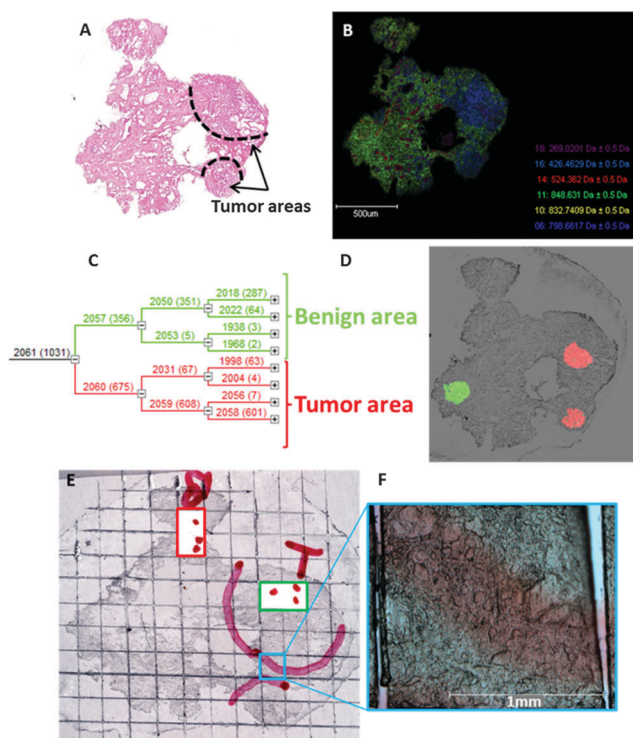 A
Tumor areas
B
18: 269.0201 Da ± 0.5 Da
16: 426.4629 Da ± 0.5 Da
14: 524.362 Da ± 0.5 Da
11: 848.631 Da ± 0.5 Da
10: 832.7409 Da ± 0.5 Da
06: 798.6617 Da ± 0.5 Da
500um
C
2061 (1031)
2057 (356)
2050 (351)
2018 (287)
2022 (64)
2053 (5)
1938 (3)
1968 (2)
Benign area
2060 (675)
2031 (67)
1998 (63)
2004 (4)
2059 (608)
2056 (7)
2058 (601)
Tumor area
D
E
T
F
1mm